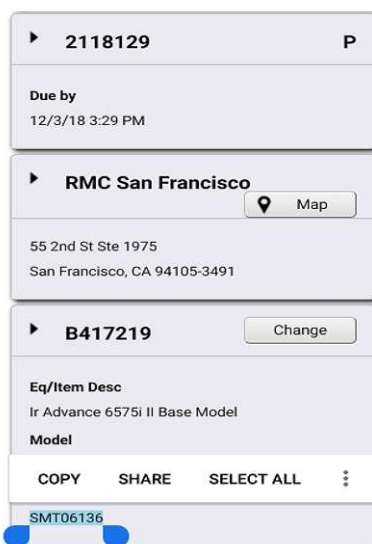 2118129 P
Due by
12/3/18 3:29 PM
RMC San Francisco
Map
55 2nd St Ste 1975
San Francisco, CA 94105-3491
B417219 Change
Eq/Item Desc
Ir Advance 6575i II Base Model
Model
COPY SHARE SELECT ALL
SMT06136